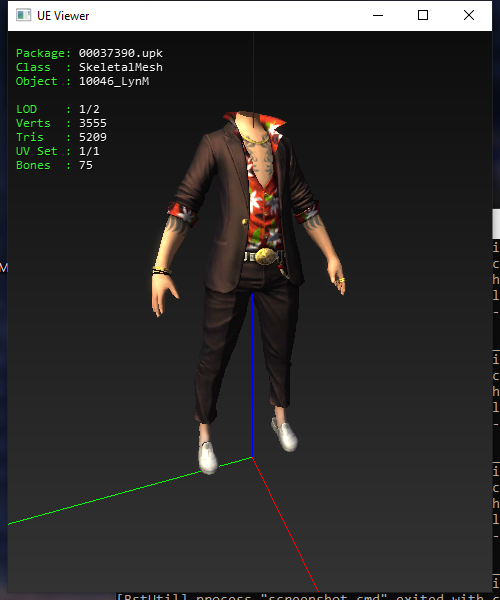 UE Viewer
Package: 00037390.upk
Class : SkeletalMesh
Object : 10046_LynM
LOD : 1/2
Verts : 3555
Tris : 5209
UV Set : 1/1
Bones : 75
M
i
c
h
l
-
i
c
h
l
-
i
c
h
l
-
i
[BstUtil] process "screenshot.cmd" exited with c